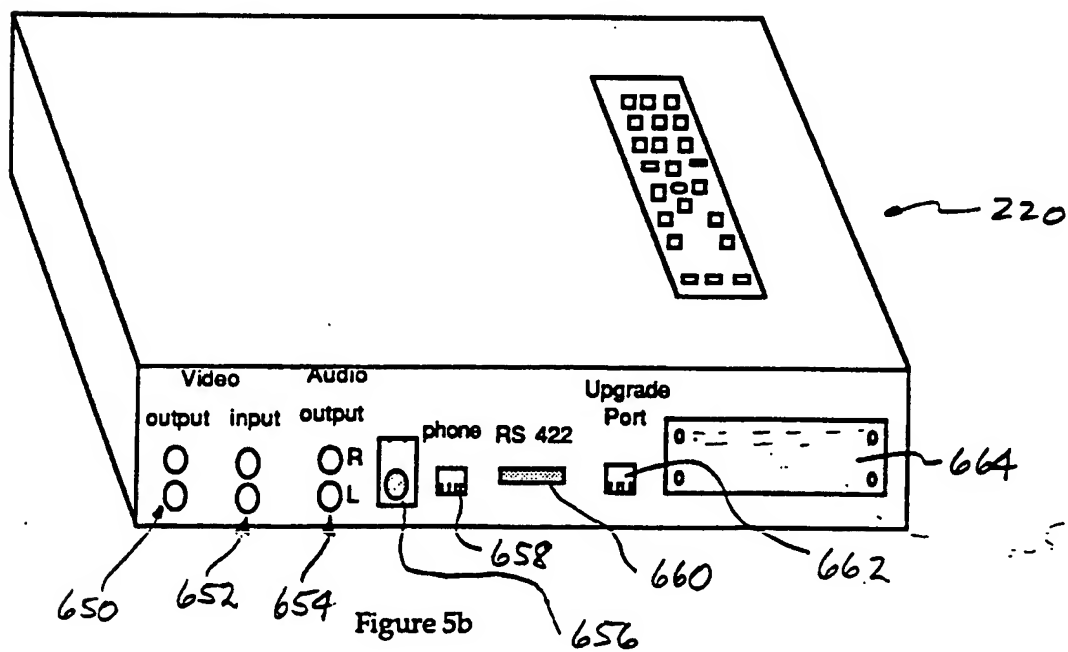 220
Video Audio
output input output
Upgrade
Port
phone RS 422
R
L
664
658
660
662
650
652
654
Figure 5b
656